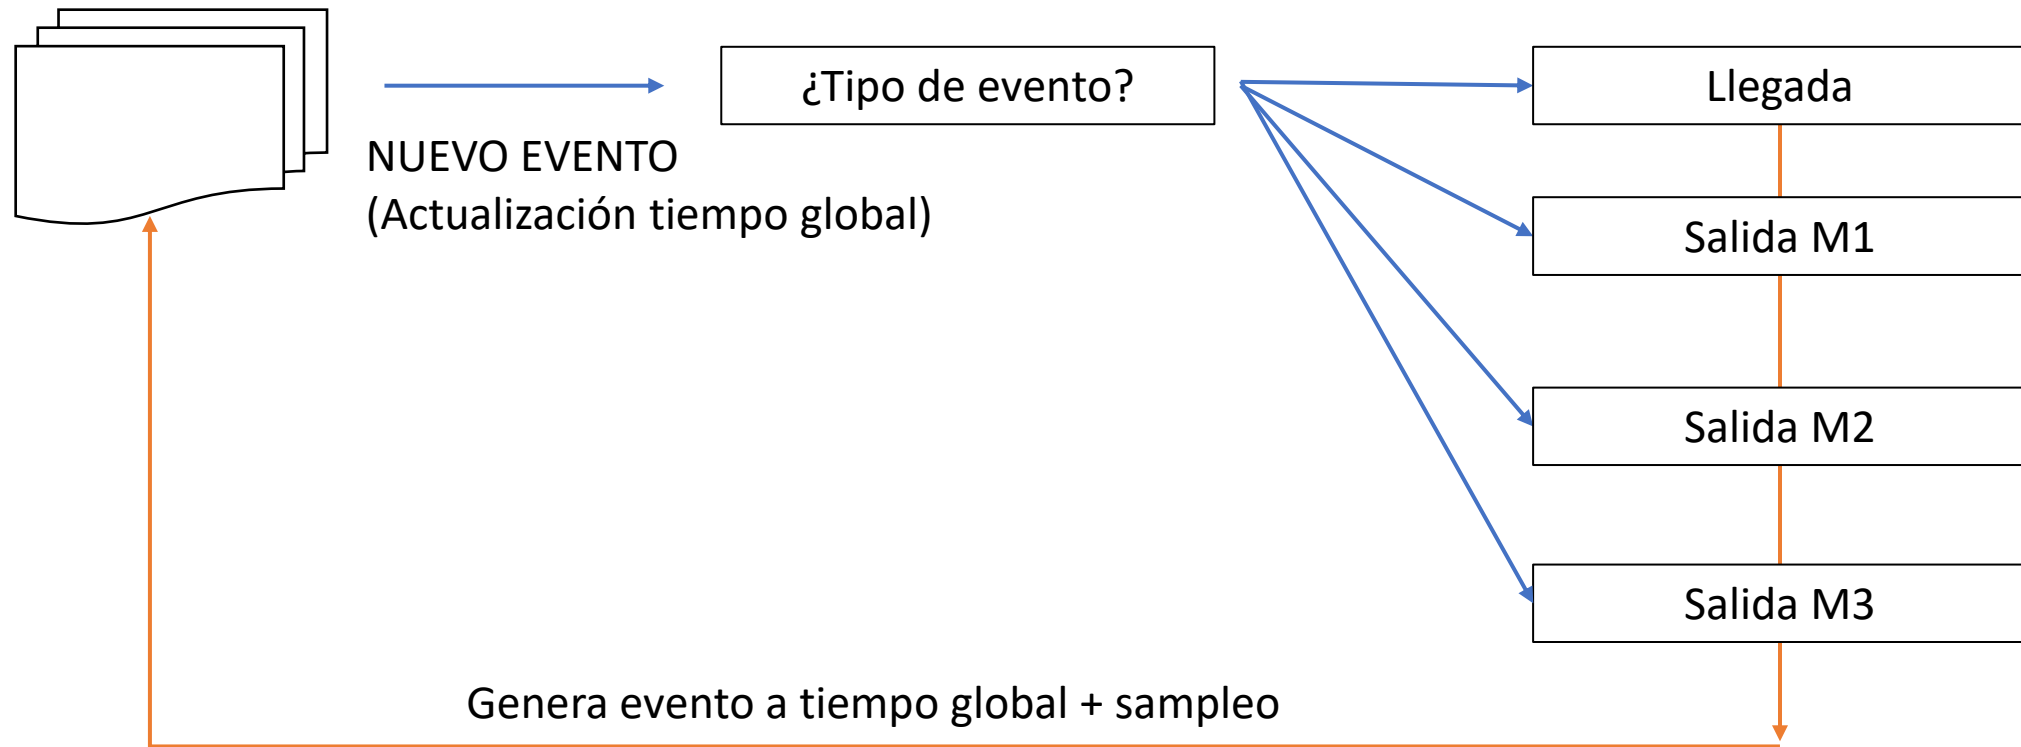 ¿Tipo de evento?
Llegada
NUEVO EVENTO
(Actualización tiempo global)
Salida M1
Salida M2
Salida M3
Genera evento a tiempo global + sampleo